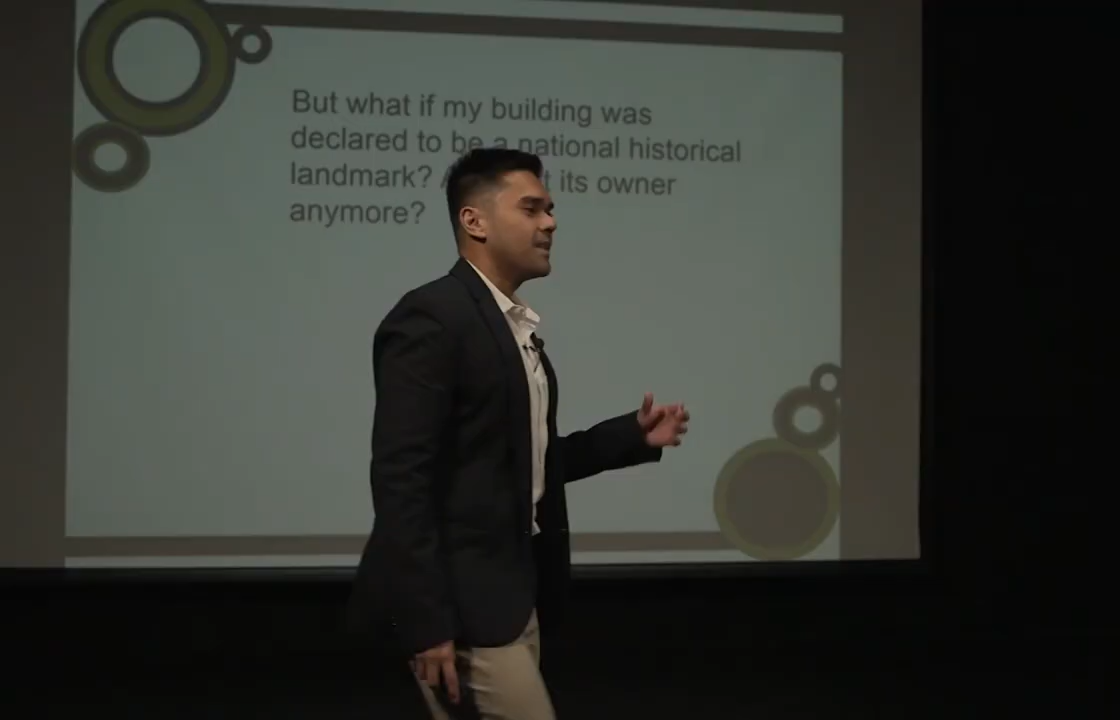 But what if my building was
declared to be a national historical
landmark? its owner
anymore?